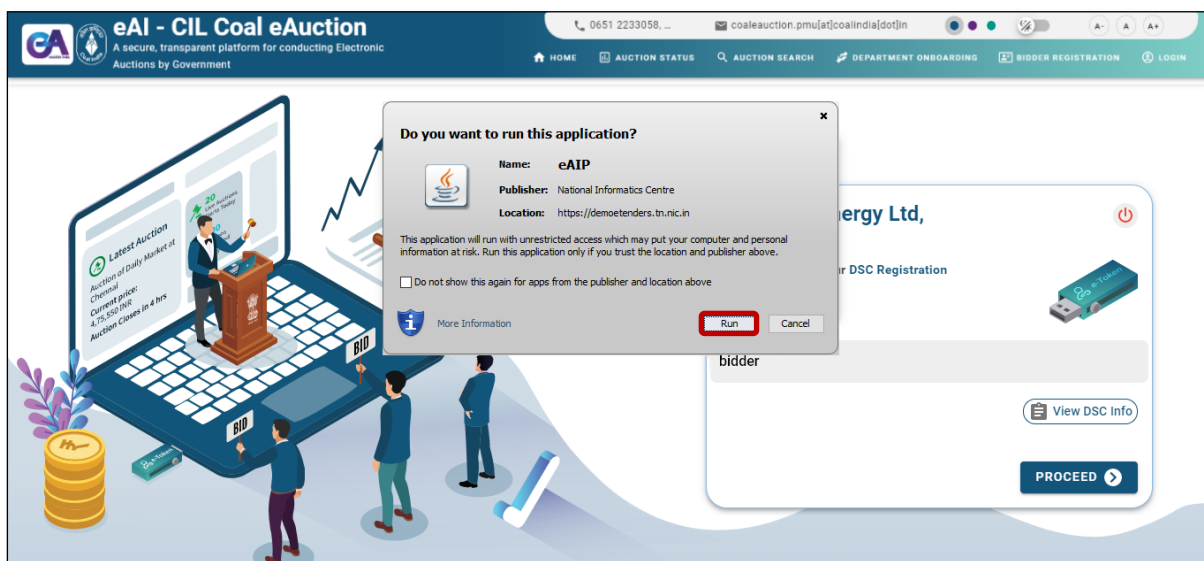 eAI - CIL Coal eAuction
A secure, transparent platform for conducting Electronic
Auctions by Government
0651 2233058, ...
coaleauction.pmu[at]coalindia[dot]in
A-
A
A+
HOME
AUCTION STATUS
AUCTION SEARCH
DEPARTMENT ONBOARDING
BIDDER REGISTRATION
LOGIN
Do you want to run this application?
Name: eAIP
Publisher: National Informatics Centre
Location: https://demoetenders.tn.nic.in
This application will run with unrestricted access which may put your computer and personal
information at risk. Run this application only if you trust the location and publisher above.
Do not show this again for apps from the publisher and location above
More Information
Run
Cancel
Latest Auction
Auction of Daily Market at
Chennai
Current price:
4,75,550 INR
Auction Closes in 4 hrs
20
Live Auctions
BID
BID
e-Token
ergy Ltd,
r DSC Registration
e-Token
bidder
View DSC Info
PROCEED